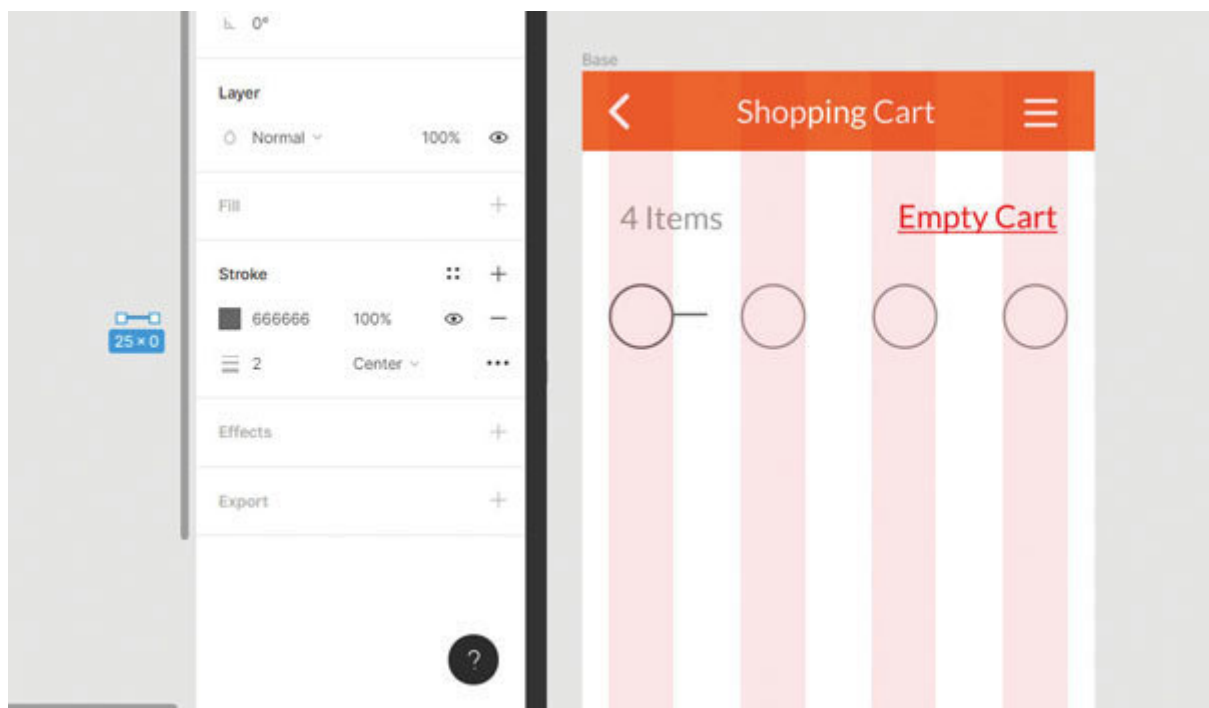 0°
Layer
Normal 100%
Fill
Stroke
666666 100%
2 Center
Effects
Export
?
25 × 0
Base
Shopping Cart
4 Items Empty Cart